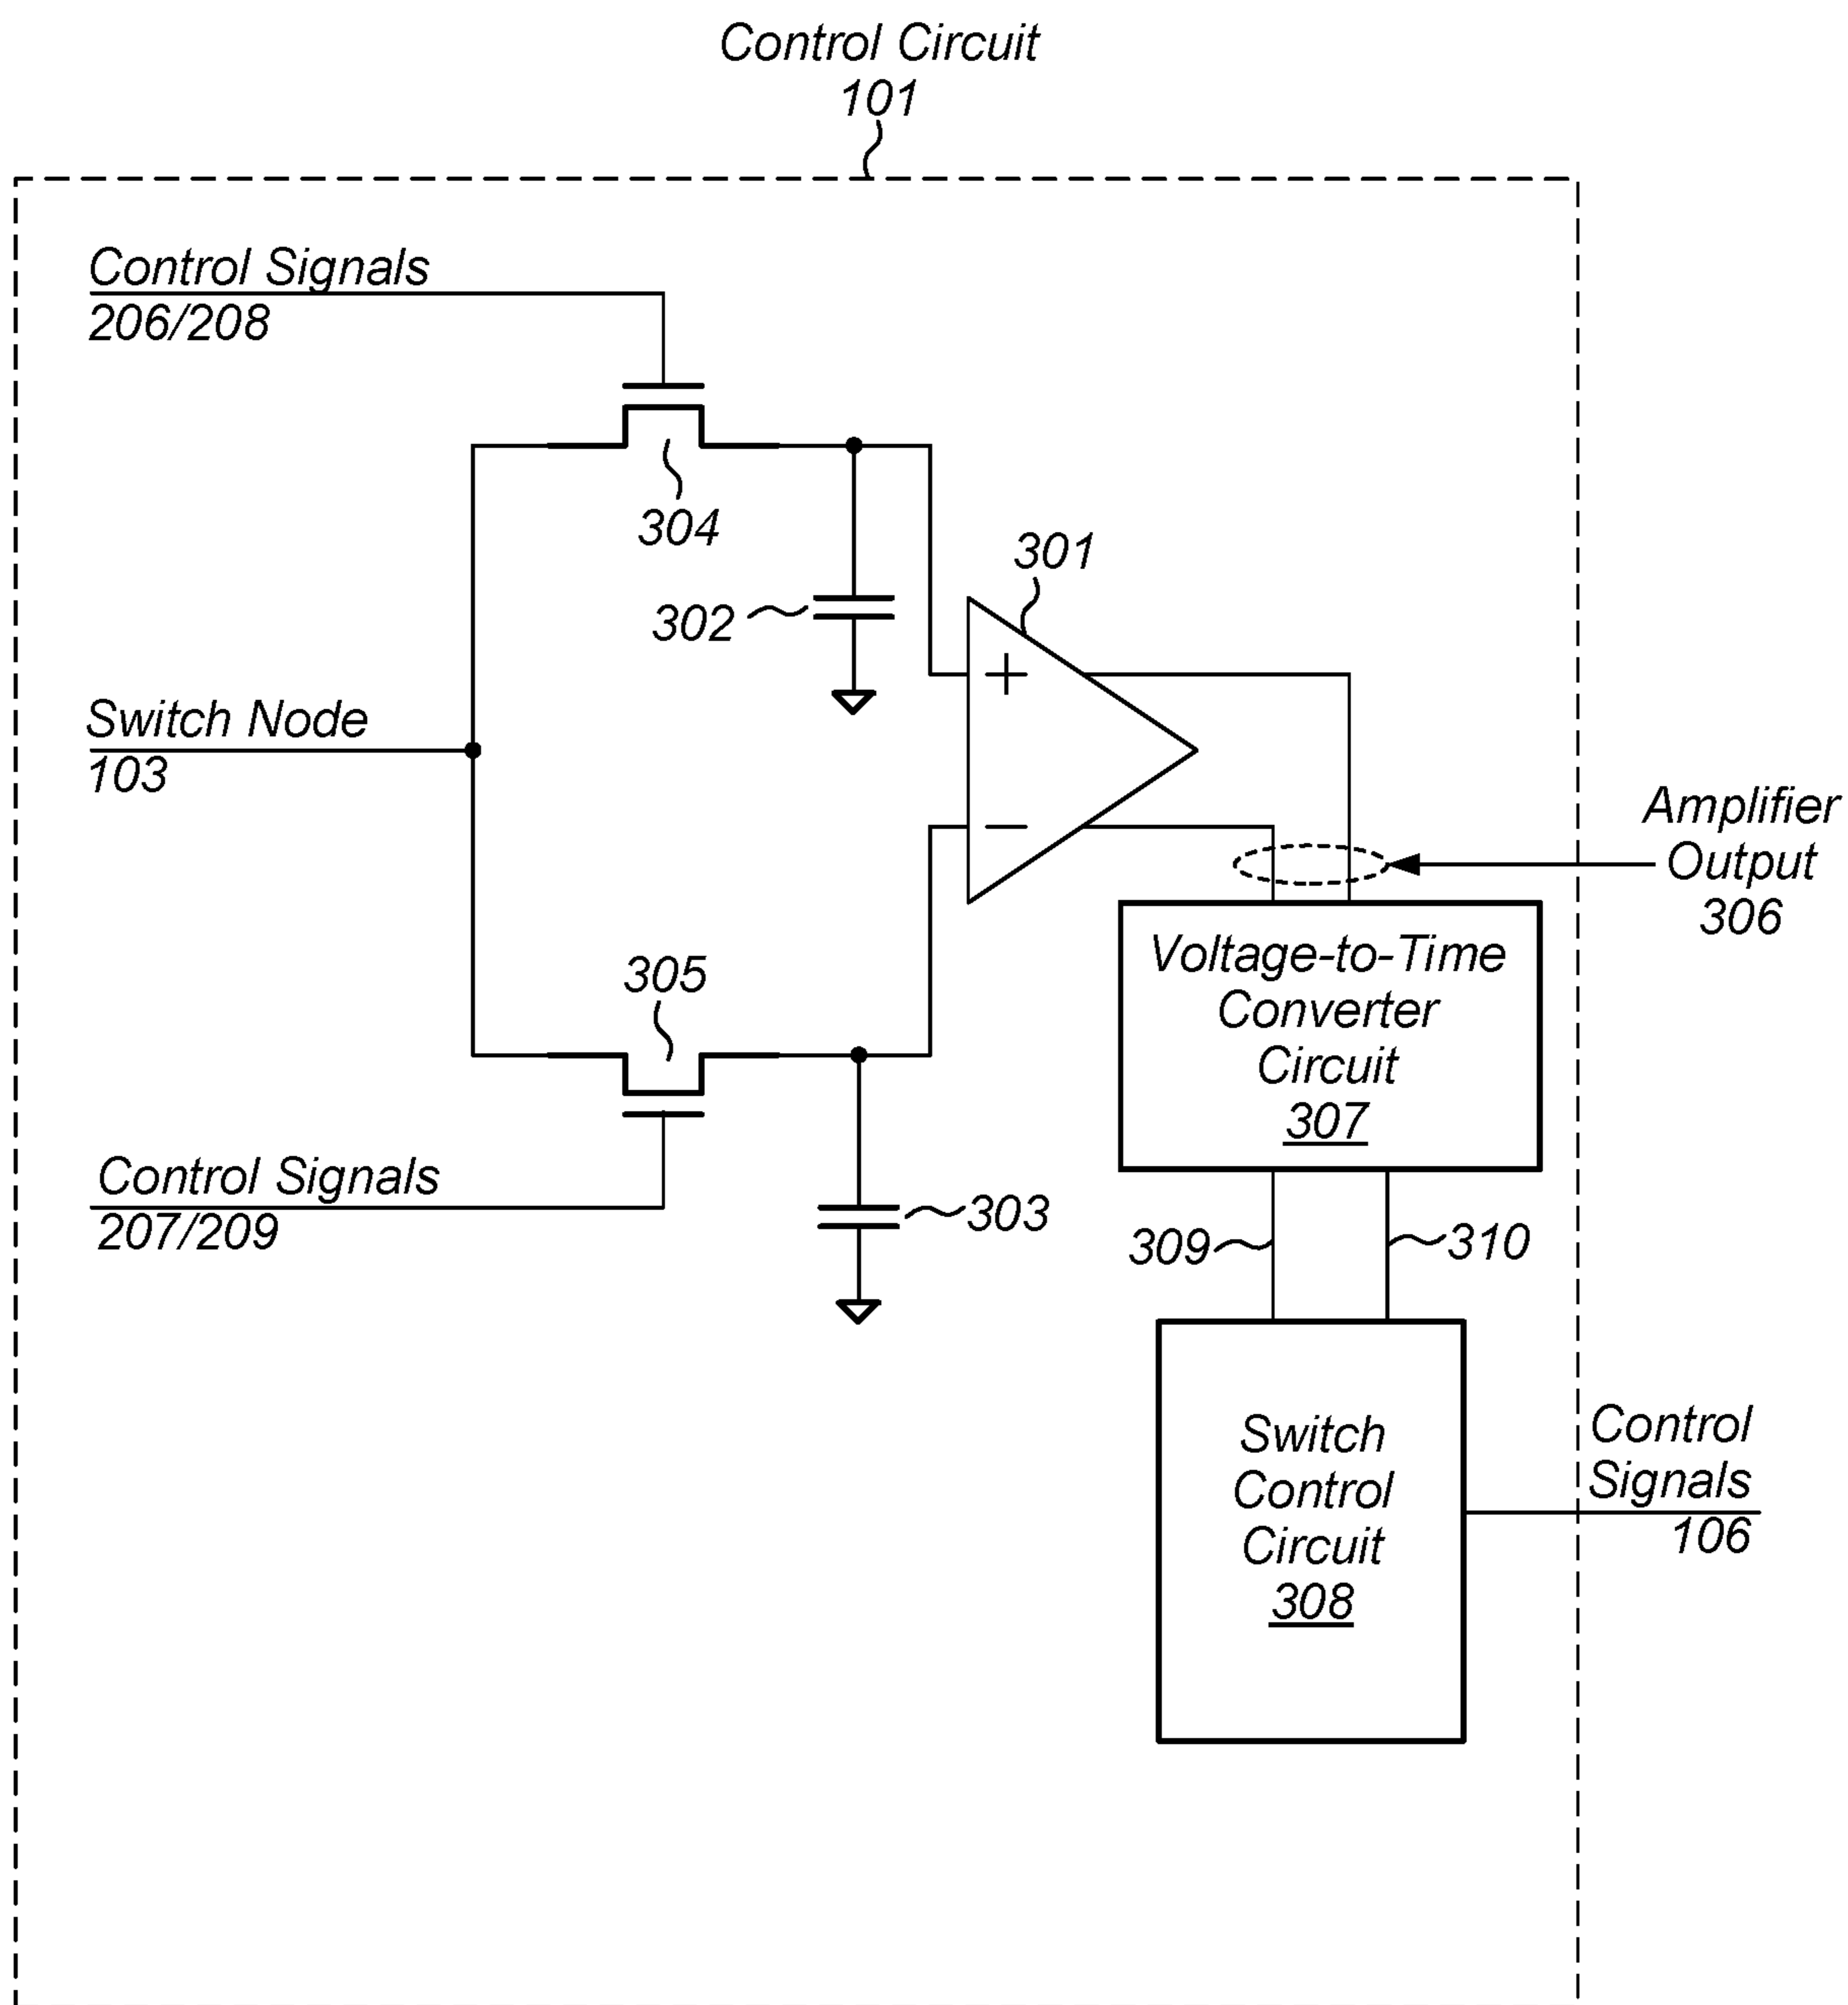 Control Circuit
101
Control Signals
206/208
304
301
302
+
Switch Node
103
−
Amplifier
Output
306
Voltage-to-Time
Converter
Circuit
307
305
Control Signals
207/209
303
309
310
Switch
Control
Circuit
308
Control
Signals
106